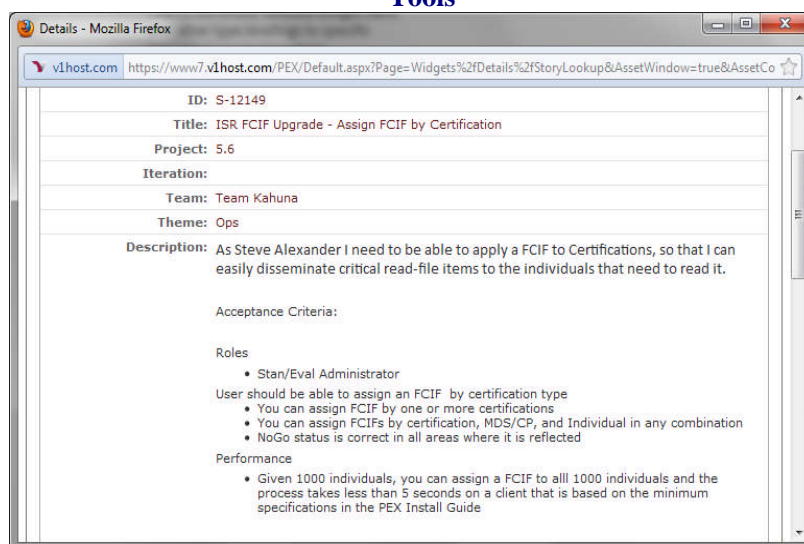 Tools
Details - Mozilla Firefox
v1host.com https://www7.v1host.com/PEX/Default.aspx?Page=Widgets%2fDetails%2fStoryLookup&AssetWindow=true&AssetCo
ID: S-12149
Title: ISR FCIF Upgrade - Assign FCIF by Certification
Project: 5.6
Iteration:
Team: Team Kahuna
Theme: Ops
Description: As Steve Alexander I need to be able to apply a FCIF to Certifications, so that I can
easily disseminate critical read-file items to the individuals that need to read it.
Acceptance Criteria:
Roles
• Stan/Eval Administrator
User should be able to assign an FCIF by certification type
• You can assign FCIF by one or more certifications
• You can assign FCIFs by certification, MDS/CP, and Individual in any combination
• NoGo status is correct in all areas where it is reflected
Performance
• Given 1000 individuals, you can assign a FCIF to alll 1000 individuals and the
process takes less than 5 seconds on a client that is based on the minimum
specifications in the PEX Install Guide